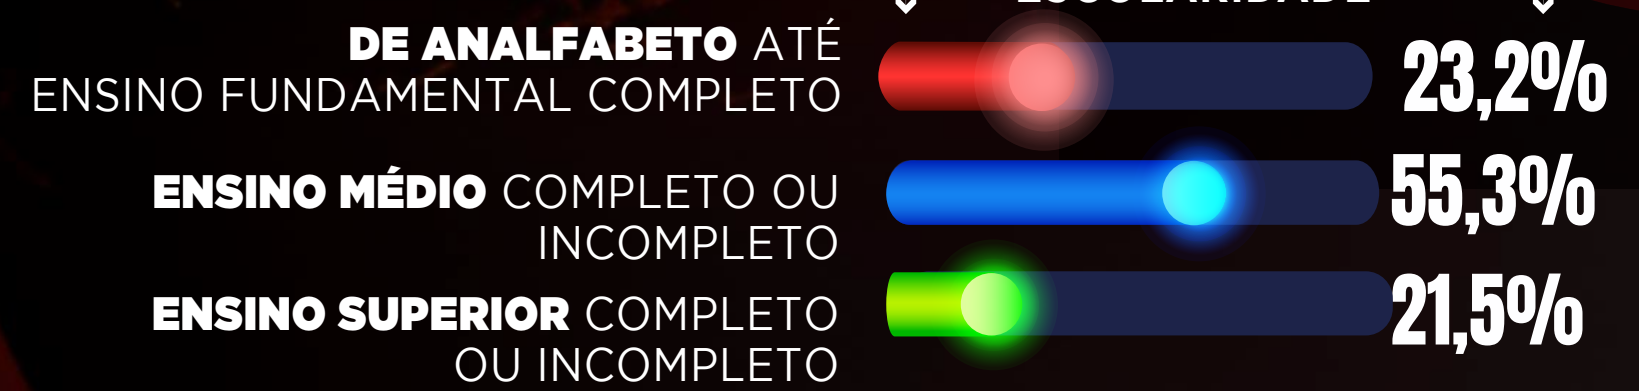 ESCOLARIDADE
DE ANALFABETO ATÉ
ENSINO FUNDAMENTAL COMPLETO
23,2%
ENSINO MÉDIO COMPLETO OU
INCOMPLETO
55,3%
ENSINO SUPERIOR COMPLETO
OU INCOMPLETO
21,5%